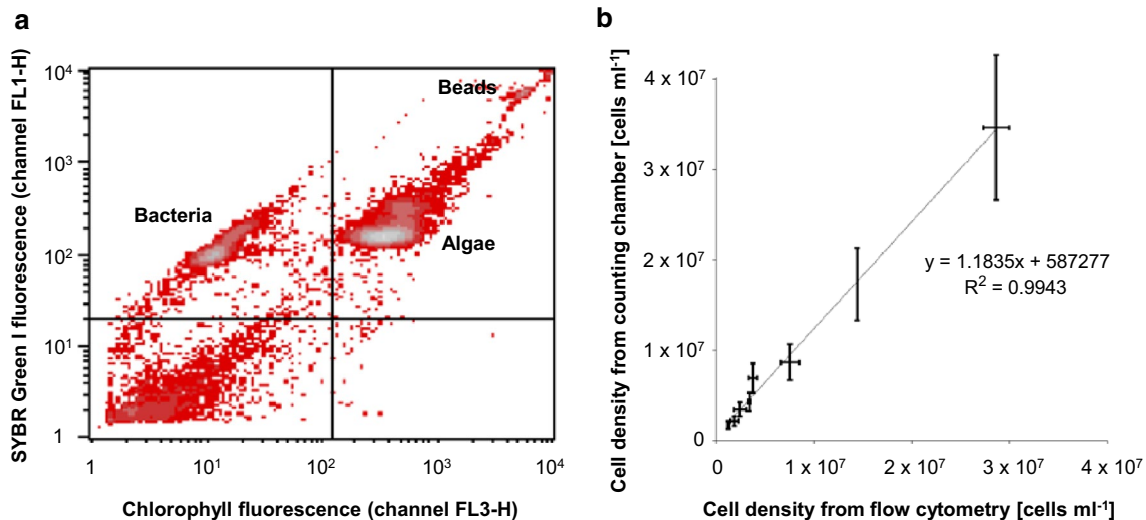 a
SYBR Green I fluorescence (channel FL1-H)
10⁴
10³
10²
10¹
1
Bacteria
Beads
Algae
1
10¹
10²
10³
10⁴
Chlorophyll fluorescence (channel FL3-H)
b
Cell density from counting chamber [cells ml⁻¹]
4 x 10⁷
3 x 10⁷
2 x 10⁷
1 x 10⁷
0
y = 1.1835x + 587277
R² = 0.9943
0
1 x 10⁷
2 x 10⁷
3 x 10⁷
4 x 10⁷
Cell density from flow cytometry [cells ml⁻¹]